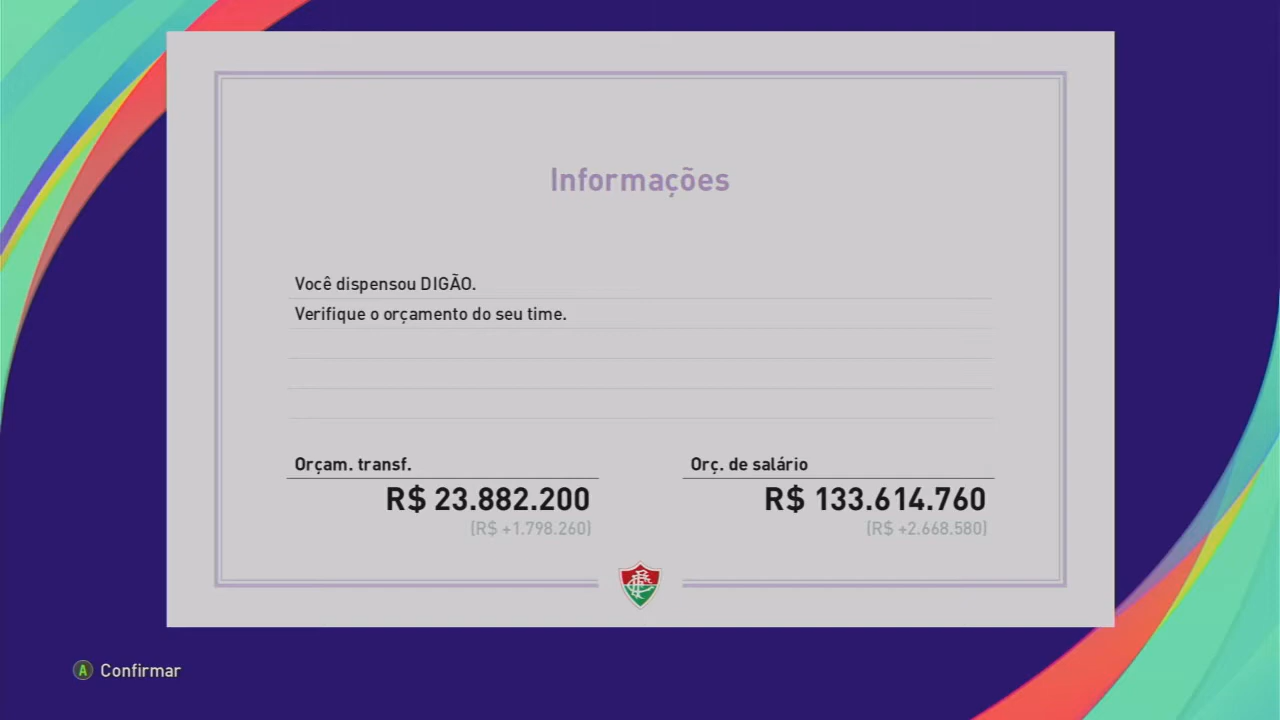 Informações
Você dispensou DIGÃO.
Verifique o orçamento do seu time.
Orçam. transf.
R$ 23.882.200
(R$ +1.798.260)
Orç. de salário
R$ 133.614.760
(R$ +2.668.580)
A Confirmar